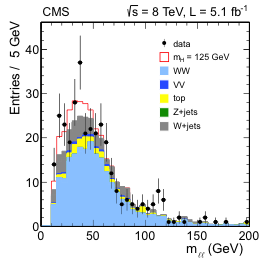 CMS √s = 8 TeV, L = 5.1 fb⁻¹
Entries / 5 GeV
40
30
20
10
0
data
m_H = 125 GeV
WW
VV
top
Z+jets
W+jets
0 50 100 150 200
m_ℓℓ (GeV)